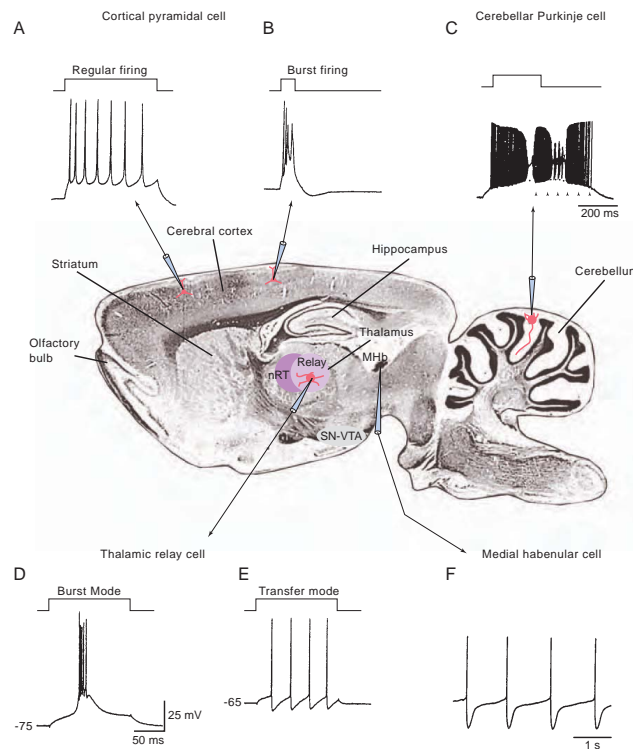 Cortical pyramidal cell
Cerebellar Purkinje cell
A
B
C
Regular firing
Burst firing
200 ms
Cerebral cortex
Striatum
Hippocampus
Cerebellum
Thalamus
Olfactory
bulb
MHb
Relay
nRT
SN-VTA
Thalamic relay cell
Medial habenular cell
D
E
F
Burst Mode
Transfer mode
-65
25 mV
-75
50 ms
1 s